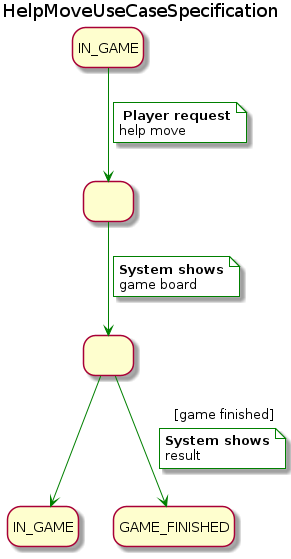 HelpMoveUseCaseSpecification
IN_GAME
Player request
help move
System shows
game board
[game finished]
System shows
result
IN_GAME
GAME_FINISHED